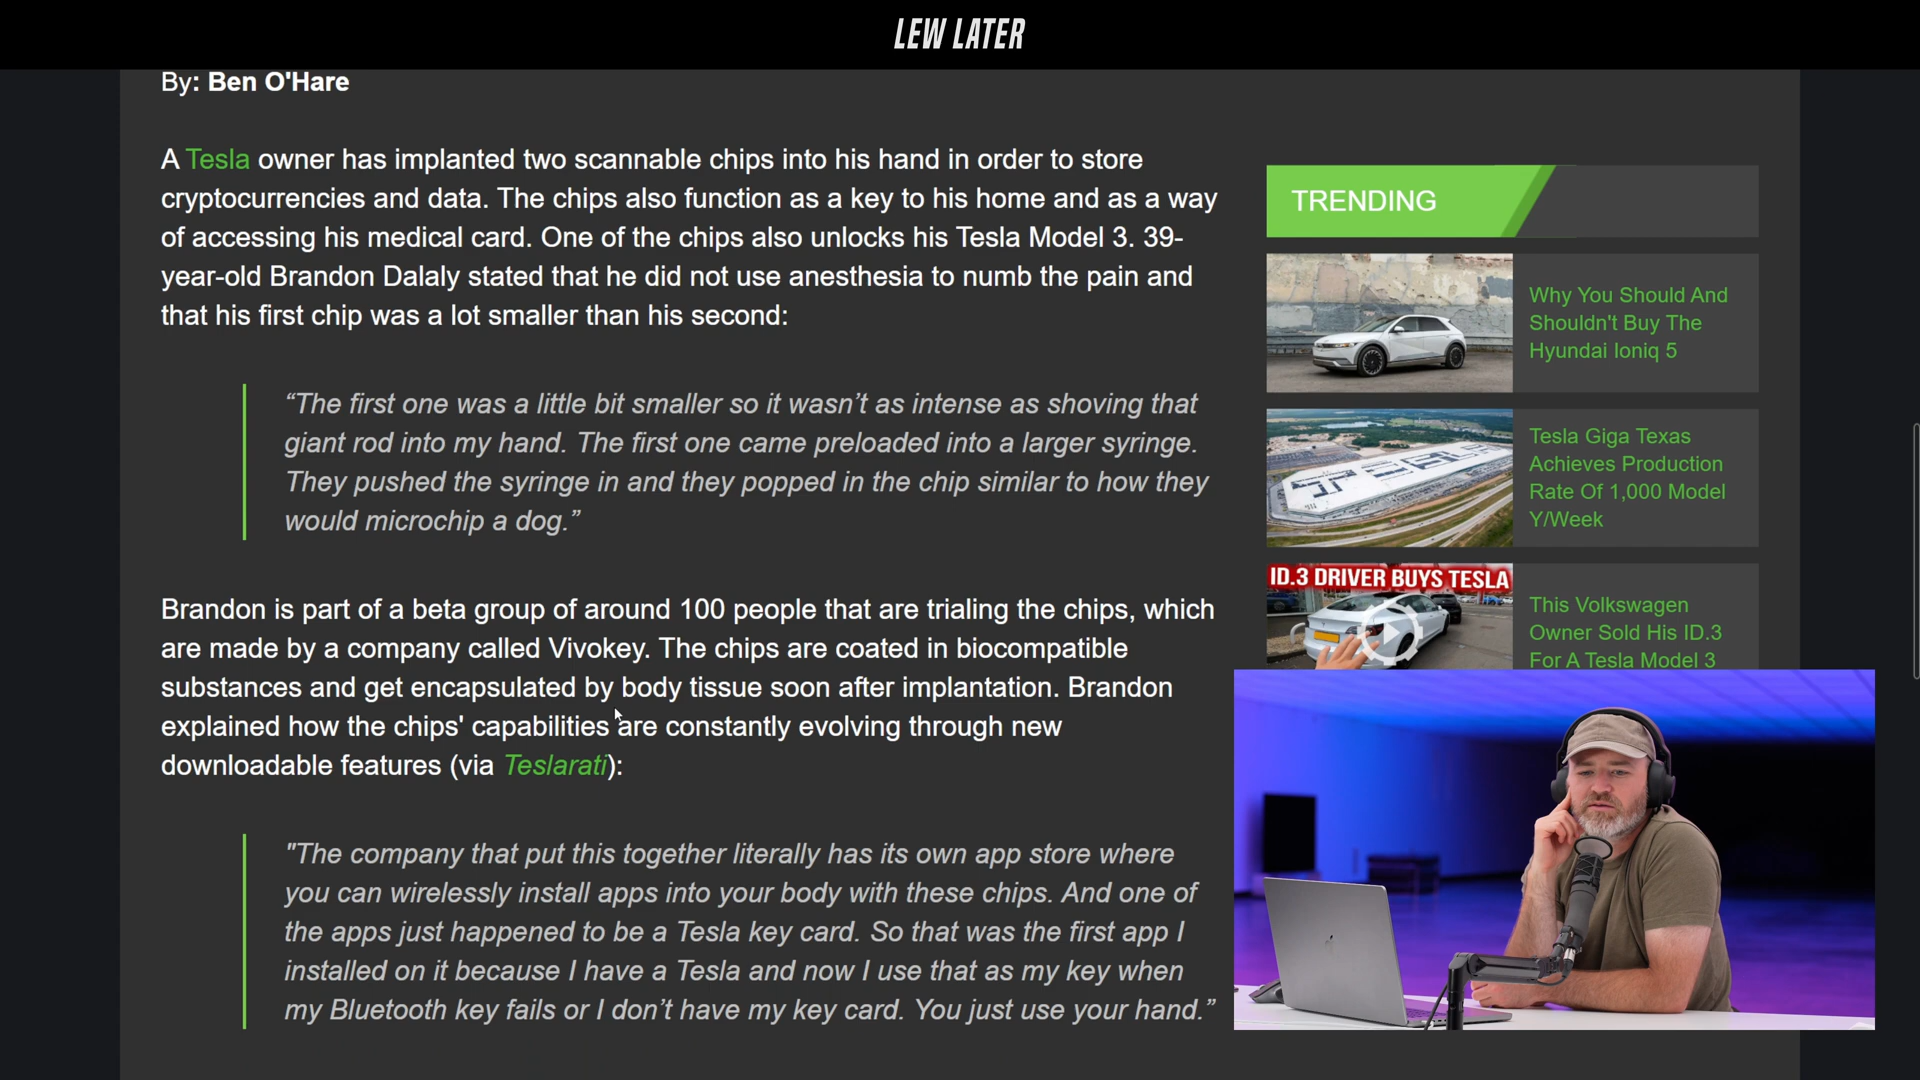 LEW LATER
By: Ben O'Hare
A Tesla owner has implanted two scannable chips into his hand in order to store
cryptocurrencies and data. The chips also function as a key to his home and as a way
of accessing his medical card. One of the chips also unlocks his Tesla Model 3. 39-
year-old Brandon Dalaly stated that he did not use anesthesia to numb the pain and
that his first chip was a lot smaller than his second:
“The first one was a little bit smaller so it wasn’t as intense as shoving that
giant rod into my hand. The first one came preloaded into a larger syringe.
They pushed the syringe in and they popped in the chip similar to how they
would microchip a dog.”
Brandon is part of a beta group of around 100 people that are trialing the chips, which
are made by a company called Vivokey. The chips are coated in biocompatible
substances and get encapsulated by body tissue soon after implantation. Brandon
explained how the chips' capabilities are constantly evolving through new
downloadable features (via Teslarati):
"The company that put this together literally has its own app store where
you can wirelessly install apps into your body with these chips. And one of
the apps just happened to be a Tesla key card. So that was the first app I
installed on it because I have a Tesla and now I use that as my key when
my Bluetooth key fails or I don’t have my key card. You just use your hand.”
TRENDING
Why You Should And
Shouldn't Buy The
Hyundai Ioniq 5
TESLA
Tesla Giga Texas
Achieves Production
Rate Of 1,000 Model
Y/Week
ID.3 DRIVER BUYS TESLA
This Volkswagen
Owner Sold His ID.3
For A Tesla Model 3